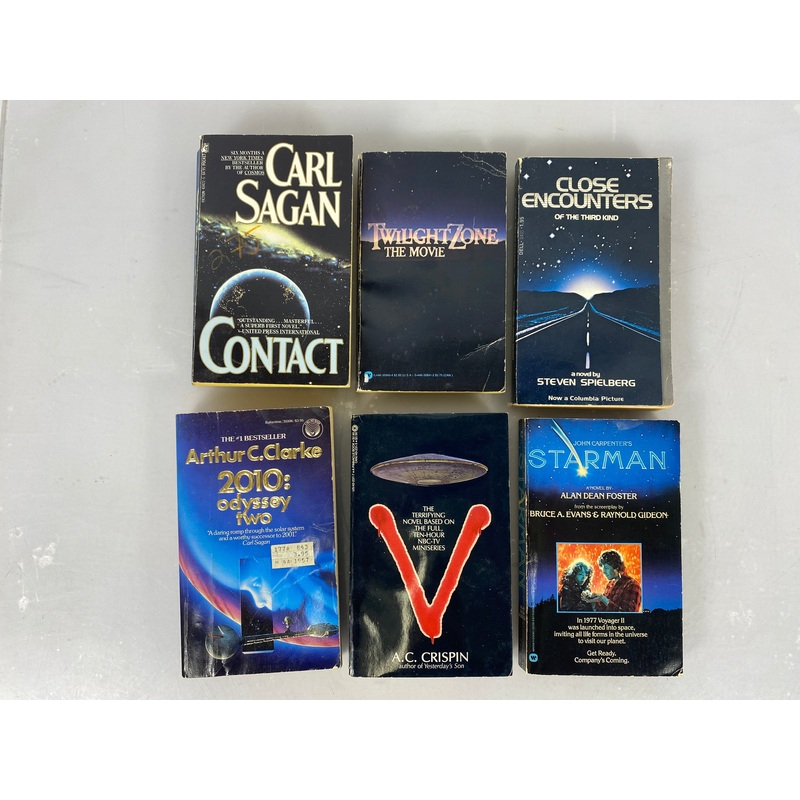 SIX MONTHS A
NEW YORK TIMES
BESTSELLER
BY THE AUTHOR
OF COSMOS
CARL
SAGAN
275
"OUTSTANDING . . . MASTERFUL . . .
A SUPERB FIRST NOVEL."
—UNITED PRESS INTERNATIONAL
CONTACT
TWILIGHT ZONE
THE MOVIE
CLOSE
ENCOUNTERS
OF THE THIRD KIND
DELL
1.95
a novel by
STEVEN SPIELBERG
Now a Columbia Picture
THE #1 BESTSELLER
Arthur C. Clarke
2010:
odyssey
two
"A daring romp through the solar system
and a worthy successor to 2001."
Carl Sagan
THE
TERRIFYING
NOVEL BASED ON
THE FULL,
TEN-HOUR
NBC-TV
MINISERIES
V
A.C. CRISPIN
author of Yesterday's Son
JOHN CARPENTER'S
STARMAN
A NOVEL BY
ALAN DEAN FOSTER
from the screenplay by
BRUCE A. EVANS & RAYNOLD GIDEON
In 1977 Voyager II
was launched into space,
inviting all life forms in the universe
to visit our planet.
Get Ready.
Company's Coming.